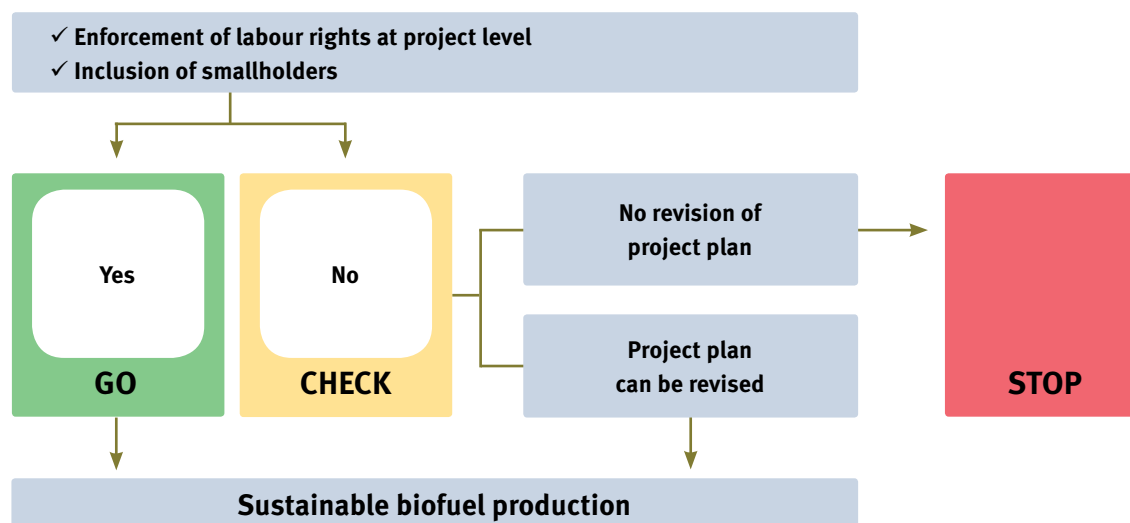 ✓ Enforcement of labour rights at project level
✓ Inclusion of smallholders
Yes
GO
No
CHECK
No revision of
project plan
Project plan
can be revised
STOP
Sustainable biofuel production